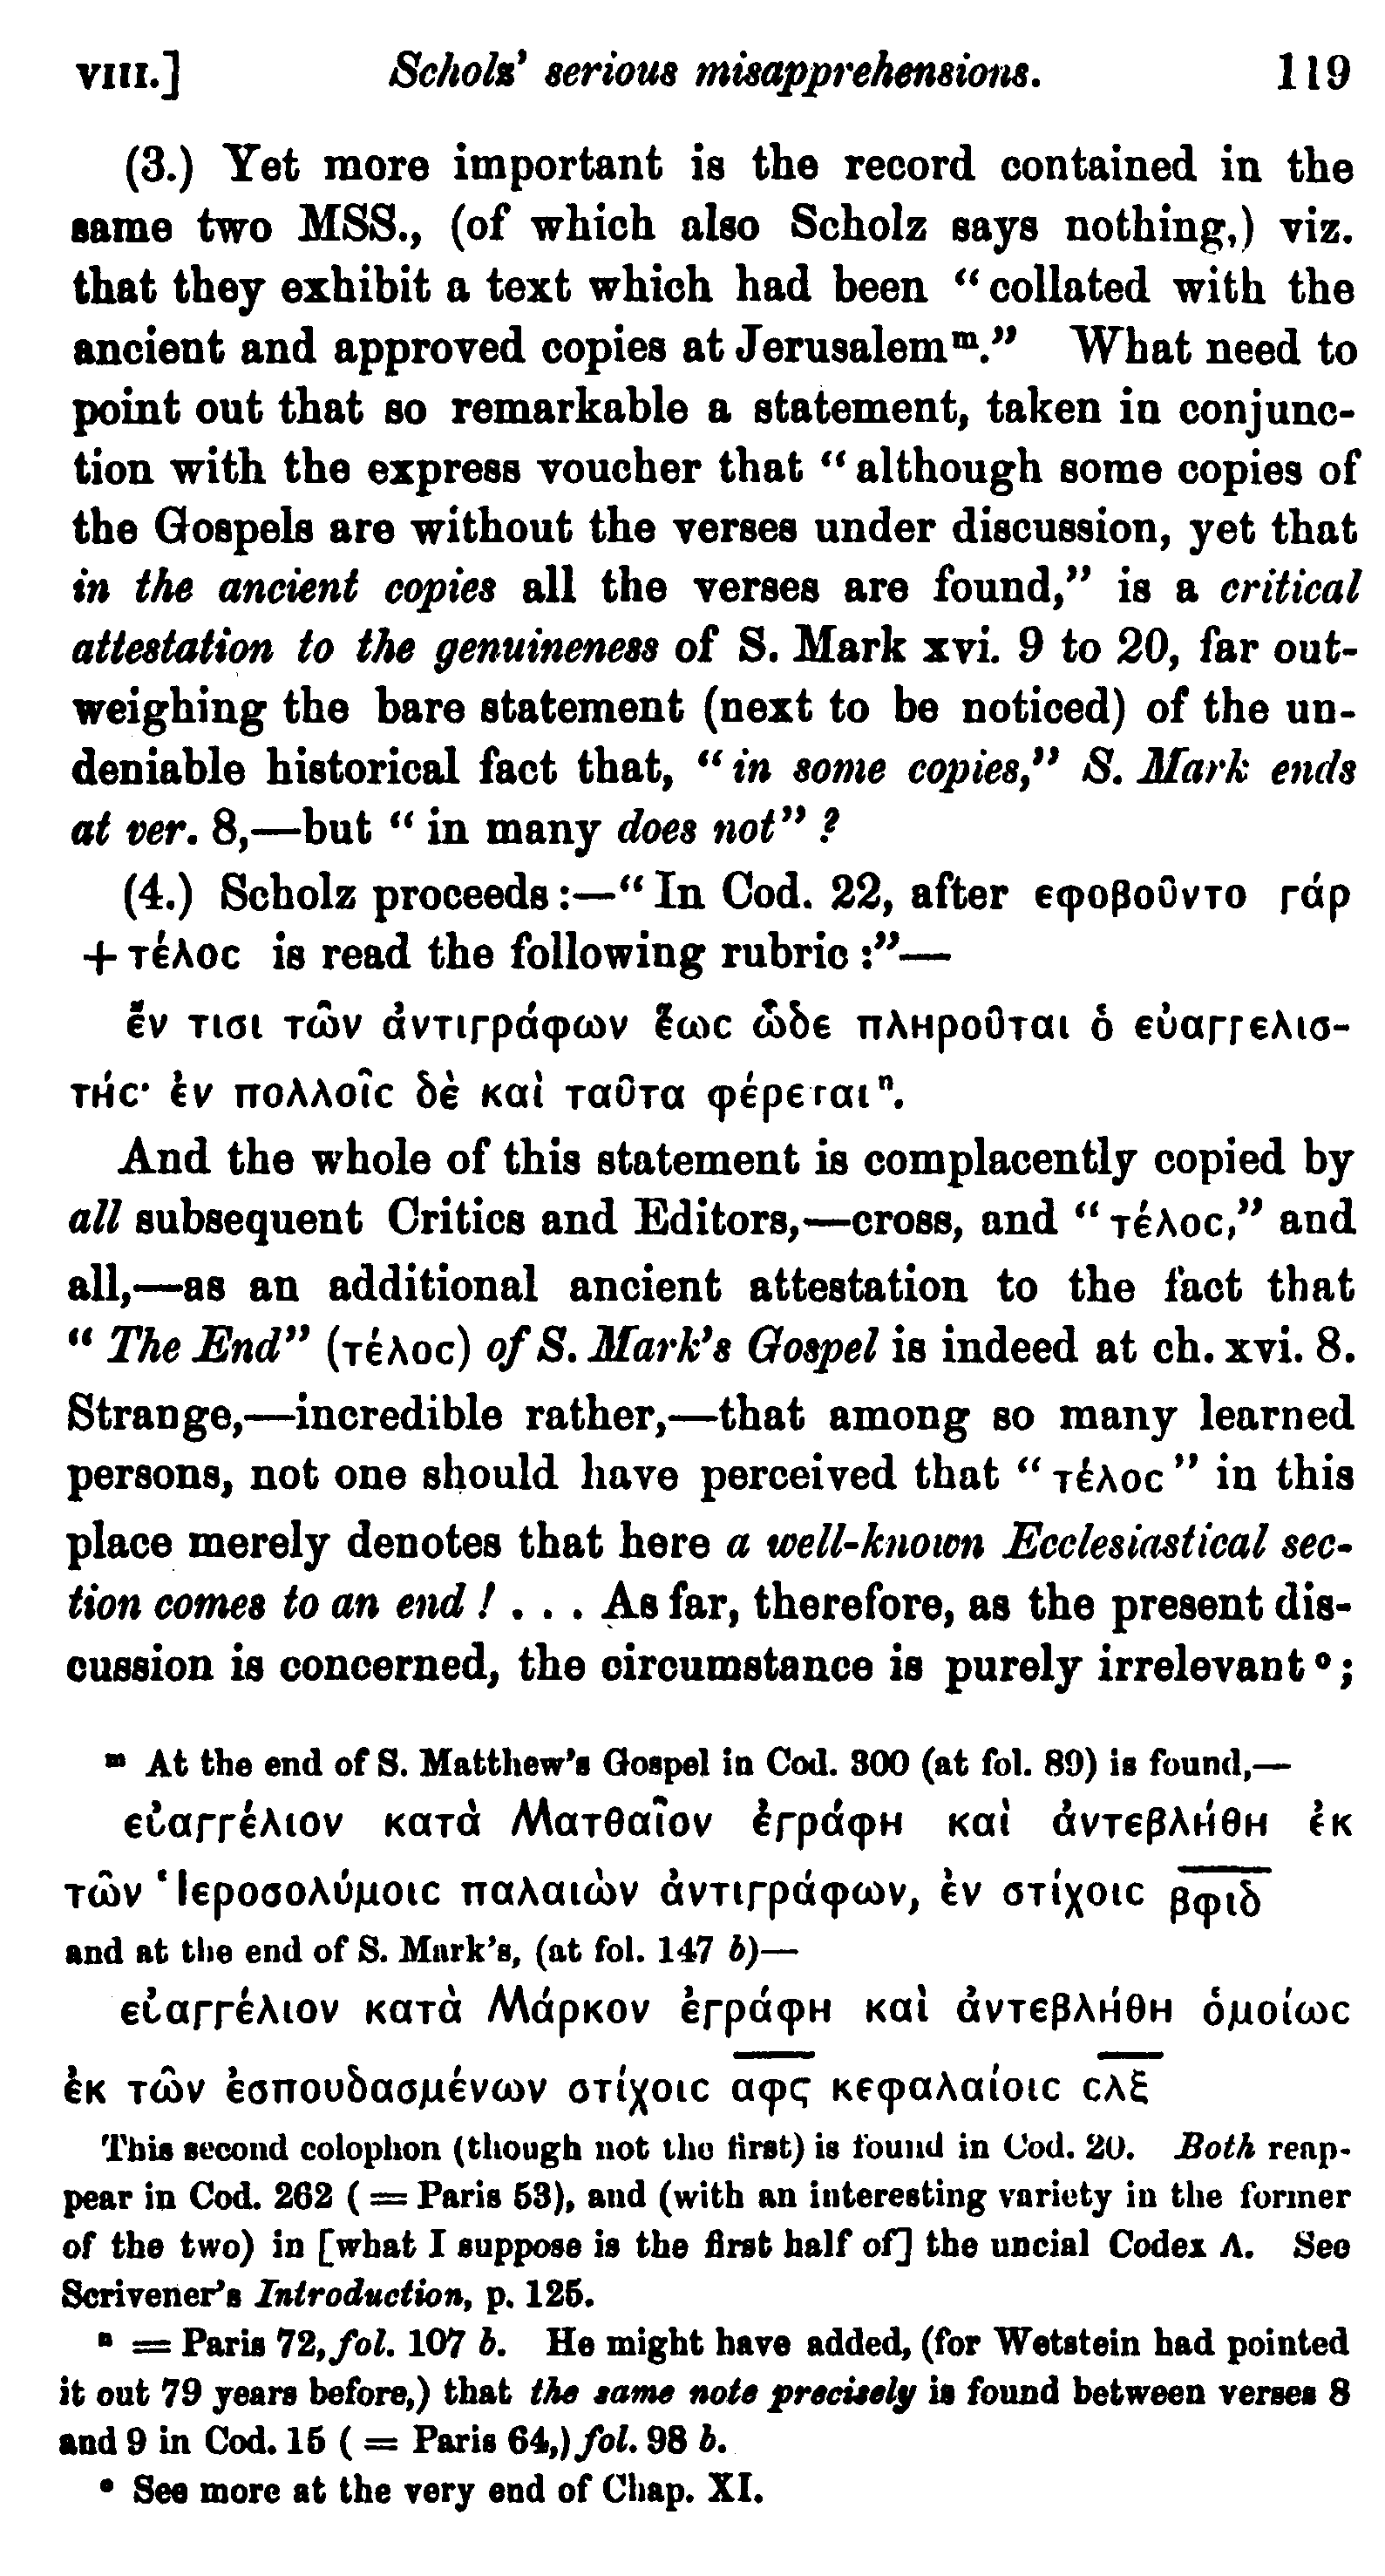 VIII.] Scholz' serious misapprehensions. 119
(3.) Yet more important is the record contained in the
same two MSS., (of which also Scholz says nothing,) viz.
that they exhibit a text which had been “collated with the
ancient and approved copies at Jerusalemᵐ.” What need to
point out that so remarkable a statement, taken in conjunc-
tion with the express voucher that “although some copies of
the Gospels are without the verses under discussion, yet that
in the ancient copies all the verses are found,” is a critical
attestation to the genuineness of S. Mark xvi. 9 to 20, far out-
weighing the bare statement (next to be noticed) of the un-
deniable historical fact that, “in some copies,” S. Mark ends
at ver. 8,—but “in many does not”?
(4.) Scholz proceeds:—“In Cod. 22, after εφοβοῦντο γάρ
+ τέλος is read the following rubric:”—
ἔν τισι τῶν ἀντιγράφων ἕως ὧδε πληροῦται ὁ εὐαγγελισ-
τής· ἐν πολλοῖς δὲ καὶ ταῦτα φέρεται ⁿ.
And the whole of this statement is complacently copied by
all subsequent Critics and Editors,—cross, and “τέλος,” and
all,—as an additional ancient attestation to the fact that
“The End” (τέλος) of S. Mark's Gospel is indeed at ch. xvi. 8.
Strange,—incredible rather,—that among so many learned
persons, not one should have perceived that “τέλος” in this
place merely denotes that here a well-known Ecclesiastical sec-
tion comes to an end! . . . As far, therefore, as the present dis-
cussion is concerned, the circumstance is purely irrelevant ᵒ;
ᵐ At the end of S. Matthew's Gospel in Cod. 300 (at fol. 89) is found,—
εὐαγγέλιον κατὰ Ματθαῖον ἐγράφη καὶ ἀντεβλήθη ἐκ
τῶν Ἱεροσολύμοις παλαιὼν ἀντιγράφων, ἐν στίχοις βφιδ
and at the end of S. Mark's, (at fol. 147 b)—
εὐαγγέλιον κατὰ Μάρκον ἐγράφη καὶ ἀντεβλήθη ὁμοίως
ἐκ τῶν ἐσπουδασμένων στίχοις αφς κεφαλαίοις σλξ
This second colophon (though not the first) is found in Cod. 20. Both reap-
pear in Cod. 262 ( = Paris 53), and (with an interesting variety in the former
of the two) in [what I suppose is the first half of] the uncial Codex Λ. See
Scrivener's Introduction, p. 125.
ⁿ = Paris 72, fol. 107 b. He might have added, (for Wetstein had pointed
it out 79 years before,) that the same note precisely is found between verses 8
and 9 in Cod. 15 ( = Paris 64,) fol. 98 b.
ᵒ See more at the very end of Chap. XI.